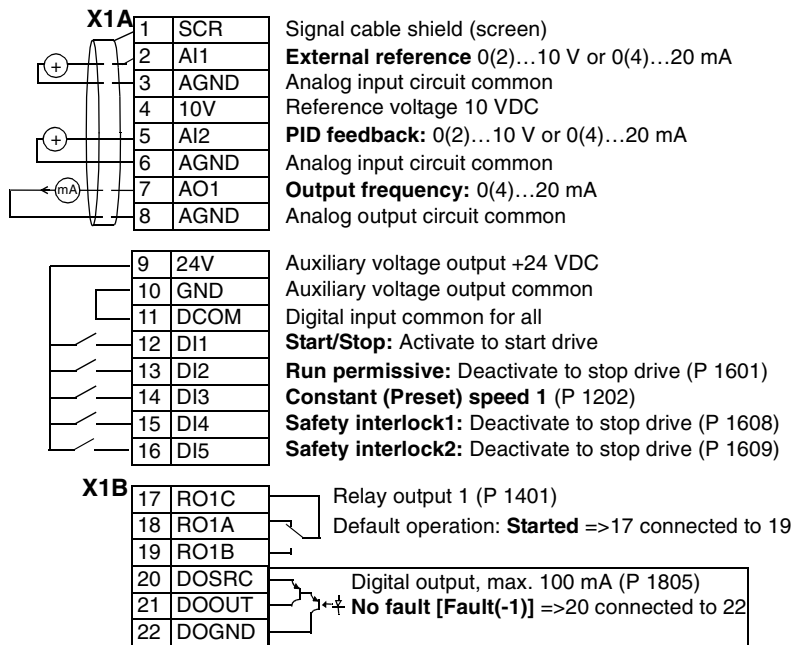 X1A
1 SCR Signal cable shield (screen)
2 AI1 External reference 0(2)…10 V or 0(4)…20 mA
3 AGND Analog input circuit common
4 10V Reference voltage 10 VDC
5 AI2 PID feedback: 0(2)…10 V or 0(4)…20 mA
6 AGND Analog input circuit common
7 AO1 Output frequency: 0(4)…20 mA
8 AGND Analog output circuit common
+
+
mA
9 24V Auxiliary voltage output +24 VDC
10 GND Auxiliary voltage output common
11 DCOM Digital input common for all
12 DI1 Start/Stop: Activate to start drive
13 DI2 Run permissive: Deactivate to stop drive (P 1601)
14 DI3 Constant (Preset) speed 1 (P 1202)
15 DI4 Safety interlock1: Deactivate to stop drive (P 1608)
16 DI5 Safety interlock2: Deactivate to stop drive (P 1609)
X1B
17 RO1C Relay output 1 (P 1401)
18 RO1A Default operation: Started =>17 connected to 19
19 RO1B
20 DOSRC Digital output, max. 100 mA (P 1805)
21 DOOUT No fault [Fault(-1)] =>20 connected to 22
22 DOGND